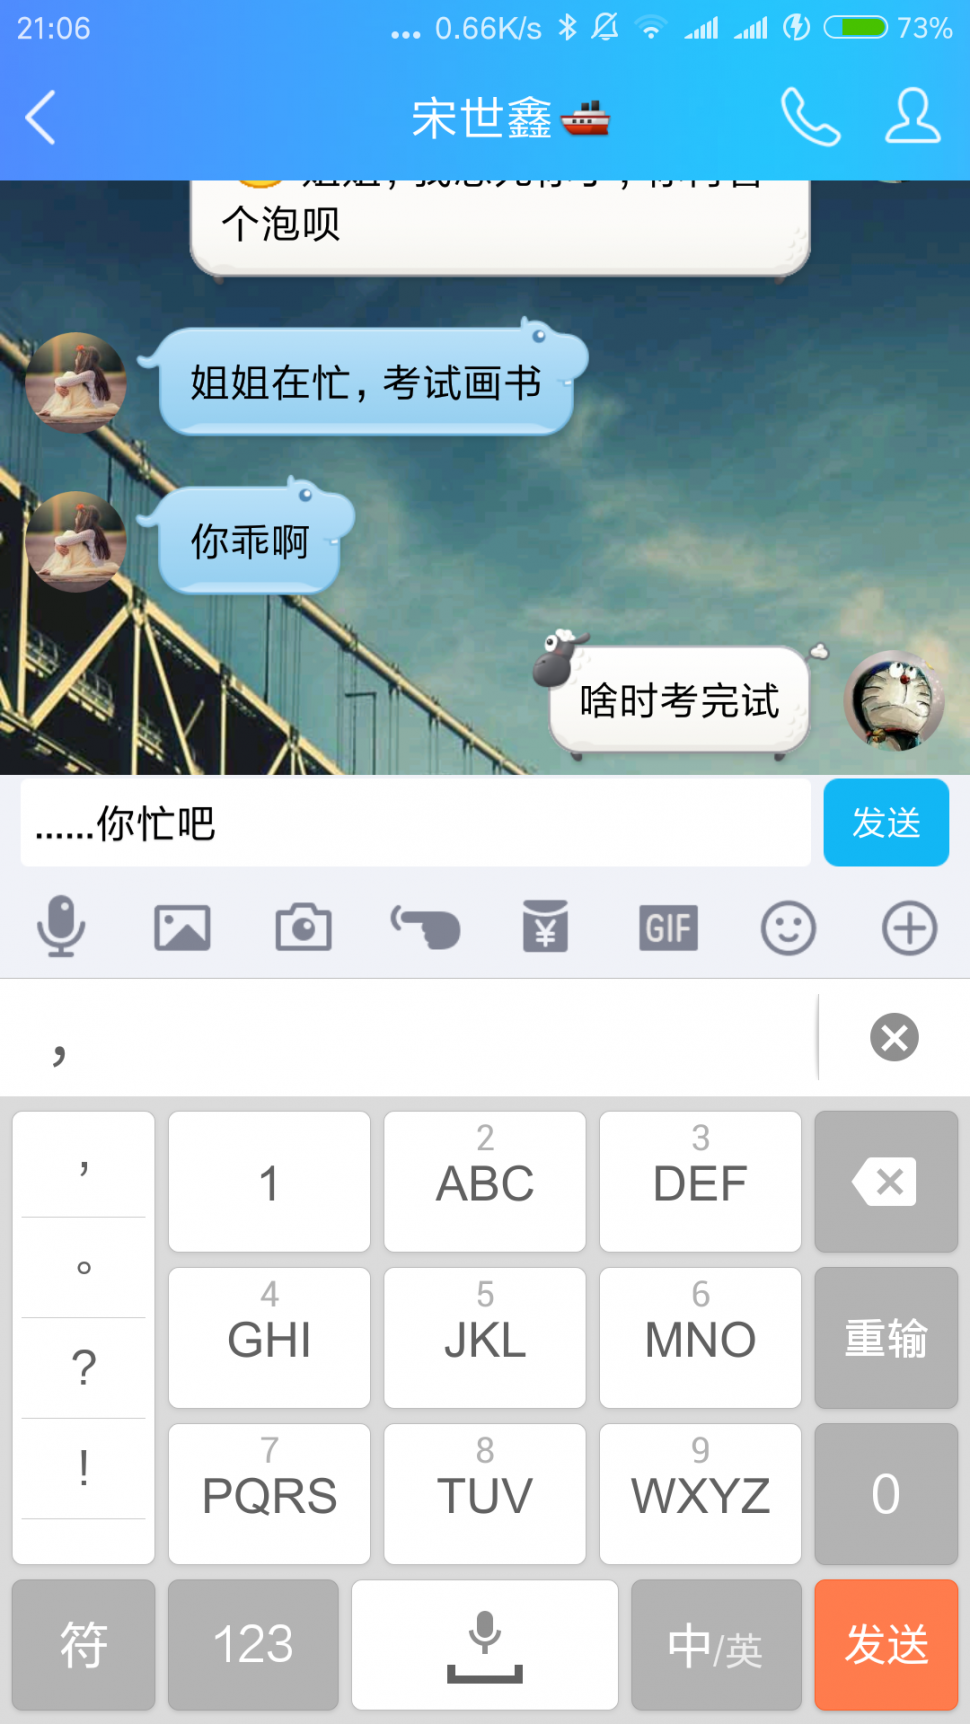 21:06 ... 0.66K/s 73%
宋世鑫
个泡呗
姐姐在忙，考试画书
你乖啊
啥时考完试
......你忙吧
发送
¥ GIF
，
，
。
?
!
1
2
ABC
3
DEF
4
GHI
5
JKL
6
MNO
重输
7
PQRS
8
TUV
9
WXYZ
0
符
123
中/英
发送